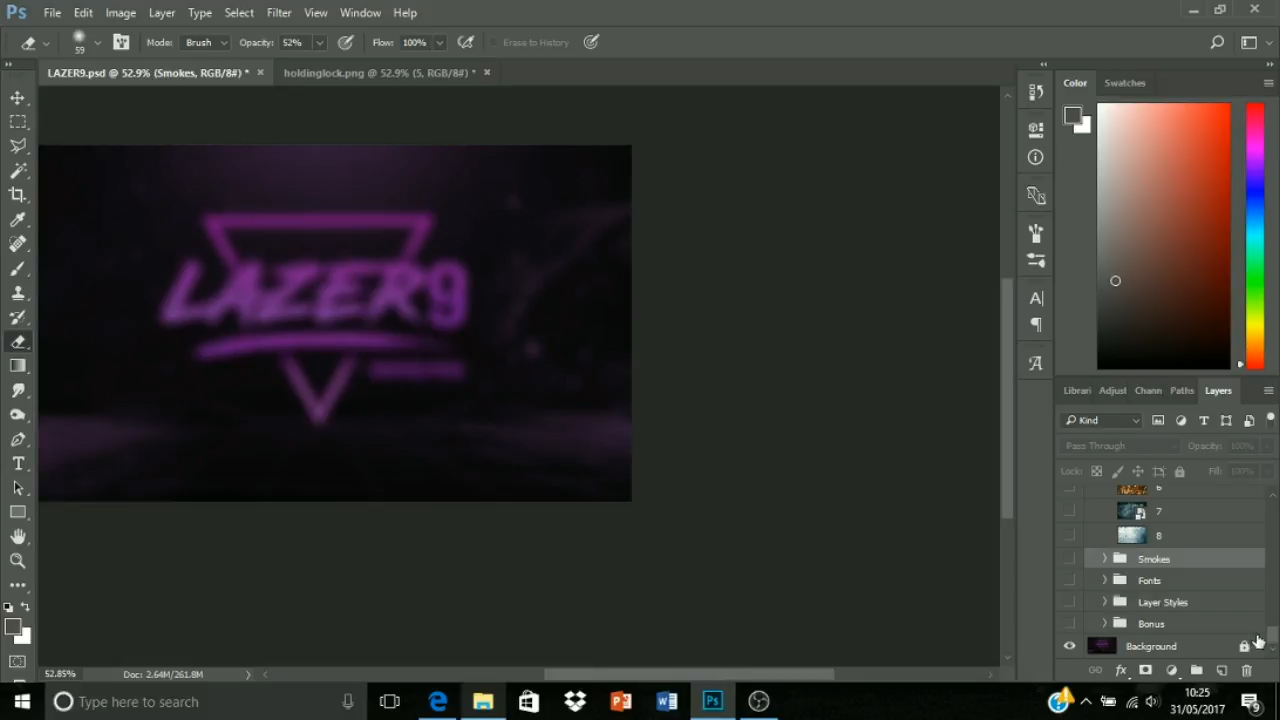 Ps File Edit Image Layer Type Select Filter View Window Help
59 Mode: Brush Opacity: 52% Flow: 100% Erase to History
LAZER9.psd @ 52.9% (Smokes, RGB/8#) * × holdinglock.png @ 52.9% (5, RGB/8#) * ×
Color Swatches
LAZER9
Librari Adjust Chann Paths Layers
Kind
Pass Through Opacity: 100%
Lock: Fill: 100%
6
7
8
Smokes
Fonts
Layer Styles
Bonus
Background
52.85% Doc: 2.64M/261.8M
Type here to search
10:25
31/05/2017
9